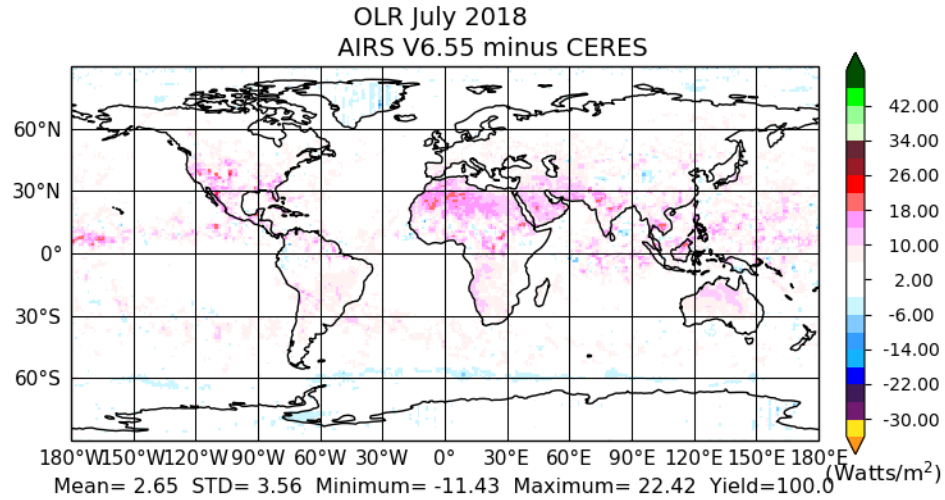 OLR July 2018
AIRS V6.55 minus CERES
60°N
30°N
0°
30°S
60°S
180°W150°W120°W90°W 60°W 30°W 0°E 30°E 60°E 90°E 120°E 150°E 180°E
42.00
34.00
26.00
18.00
10.00
2.00
-6.00
-14.00
-22.00
-30.00
(Watts/m²)
Mean= 2.65 STD= 3.56 Minimum= -11.43 Maximum= 22.42 Yield=100.0